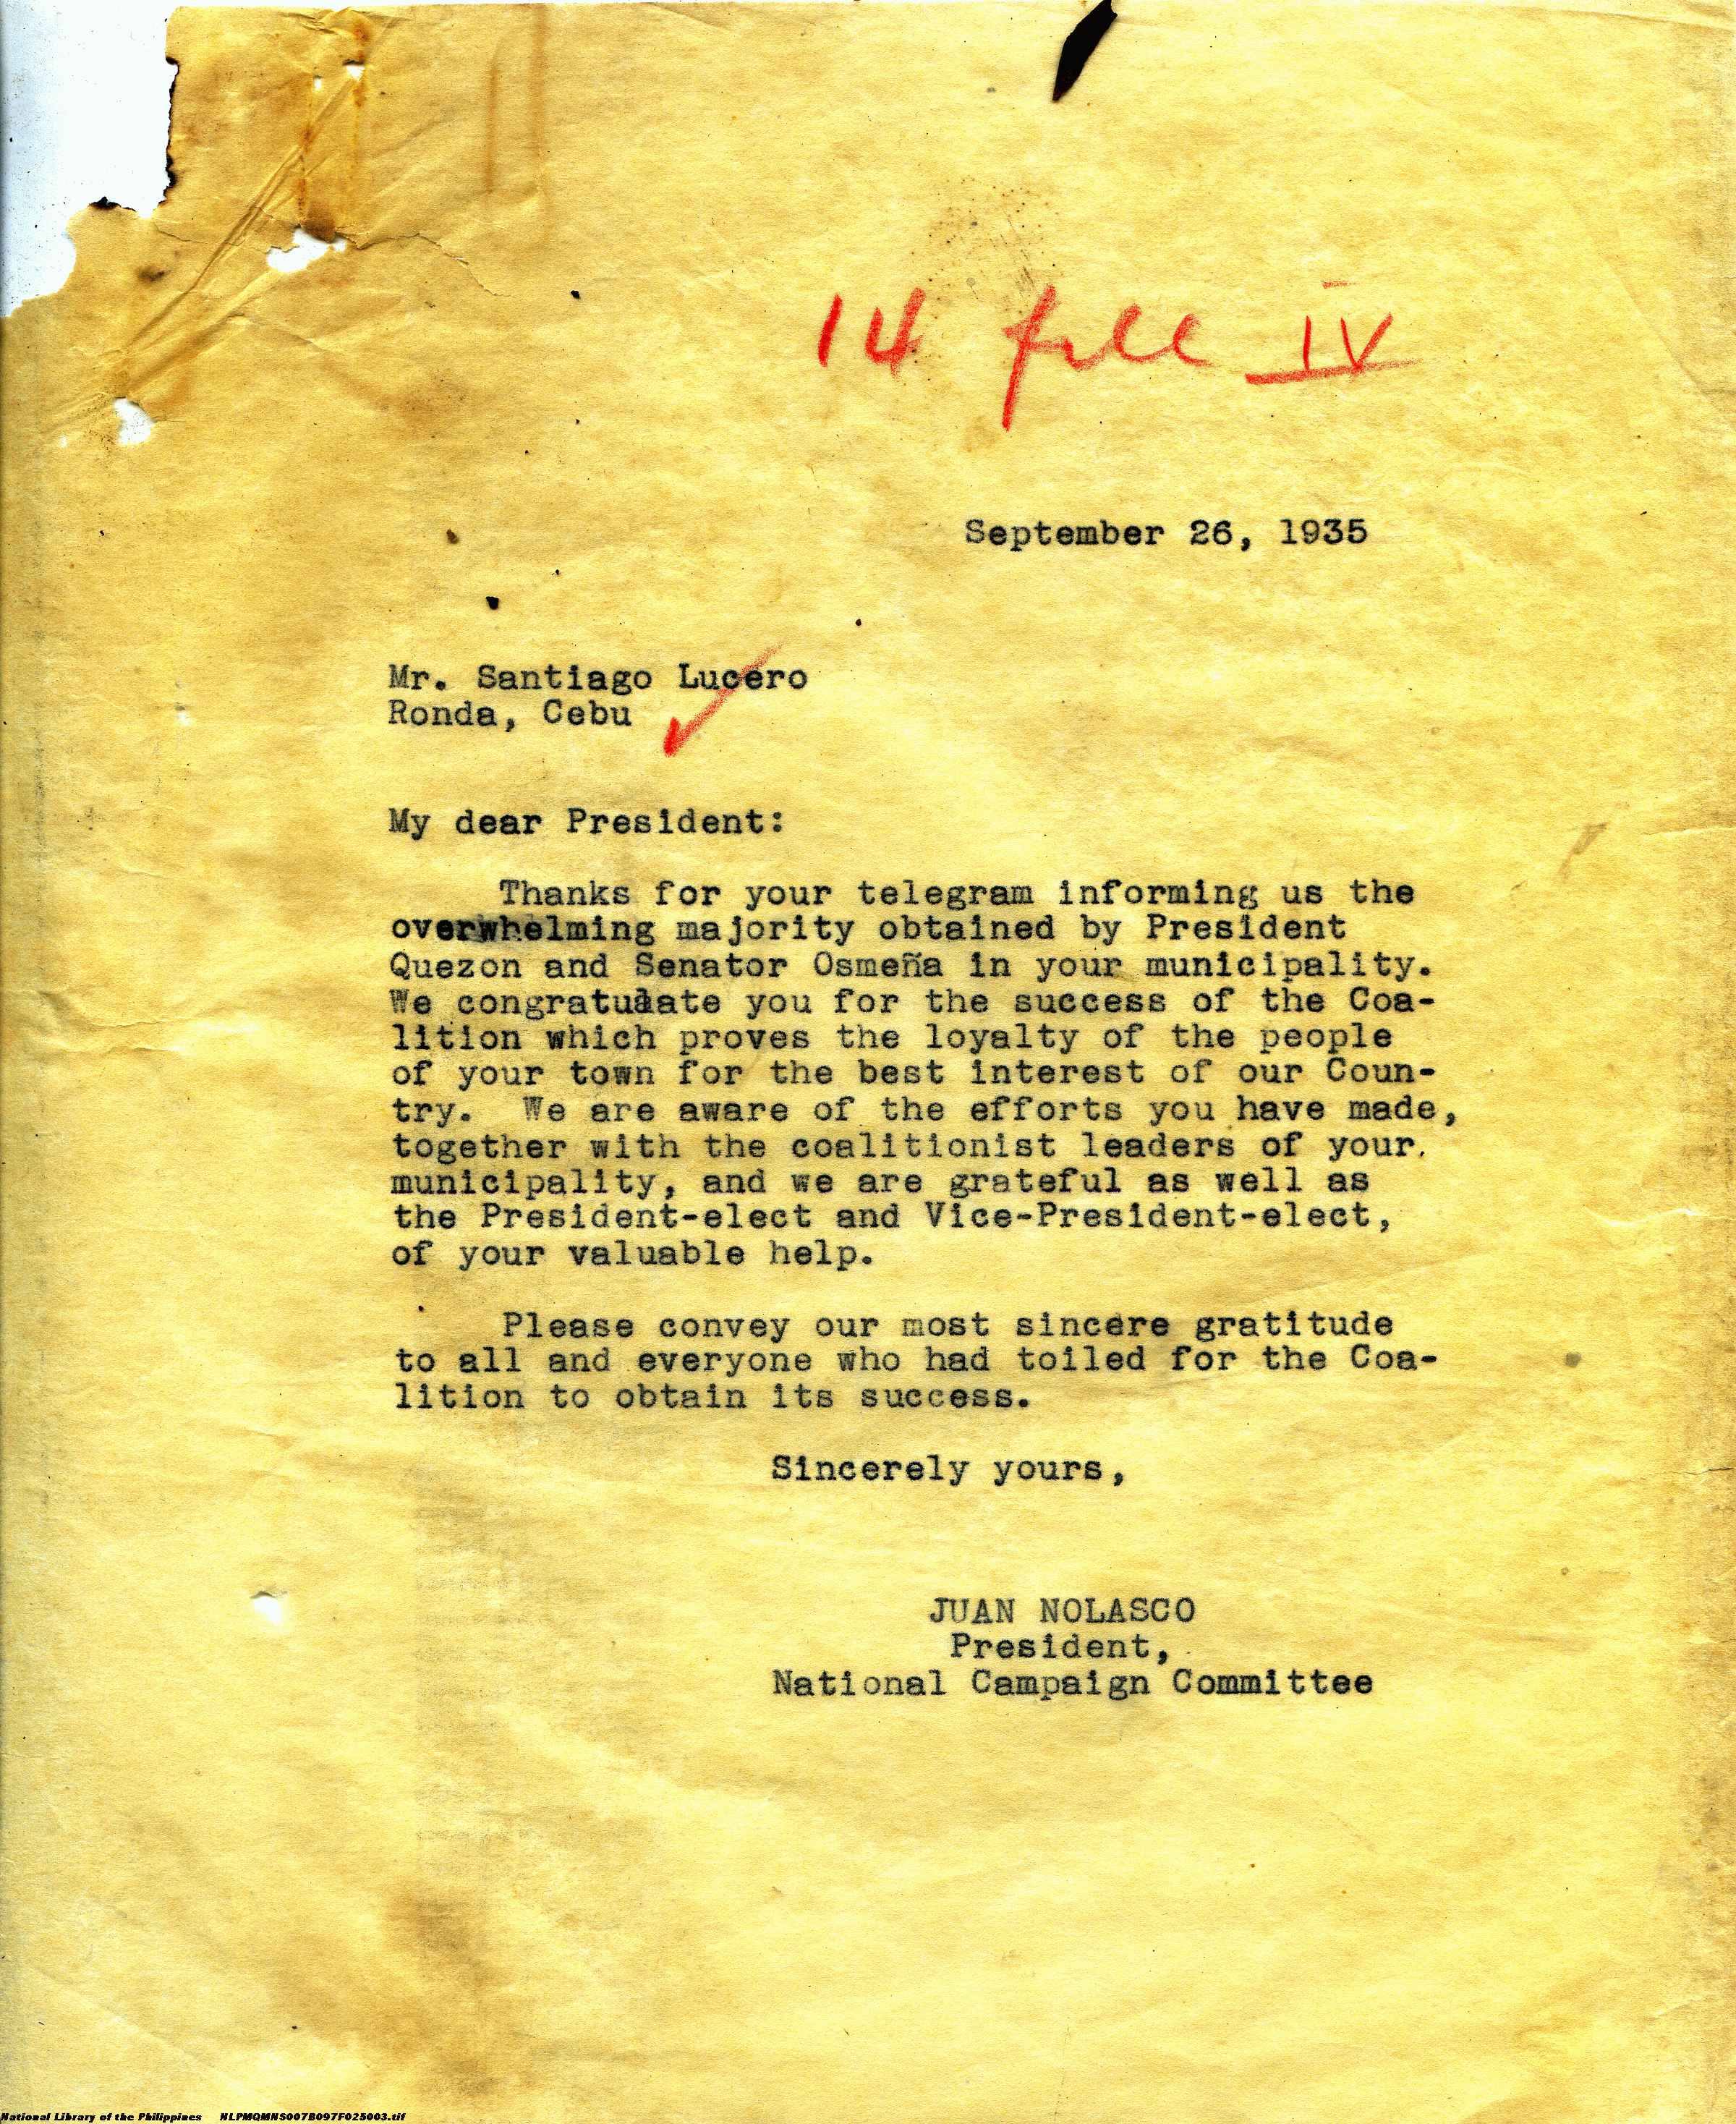 14 file IV
September 26, 1935
Mr. Santiago Lucero
Ronda, Cebu
My dear President:
Thanks for your telegram informing us the
overwhelming majority obtained by President
Quezon and Senator Osmeña in your municipality.
We congratulate you for the success of the Coa-
lition which proves the loyalty of the people
of your town for the best interest of our Coun-
try. We are aware of the efforts you have made,
together with the coalitionist leaders of your
municipality, and we are grateful as well as
the President-elect and Vice-President-elect,
of your valuable help.
Please convey our most sincere gratitude
to all and everyone who had toiled for the Coa-
lition to obtain its success.
Sincerely yours,
JUAN NOLASCO
President,
National Campaign Committee
National Library of the Philippines NLPMQMNS007B097F025003.tif